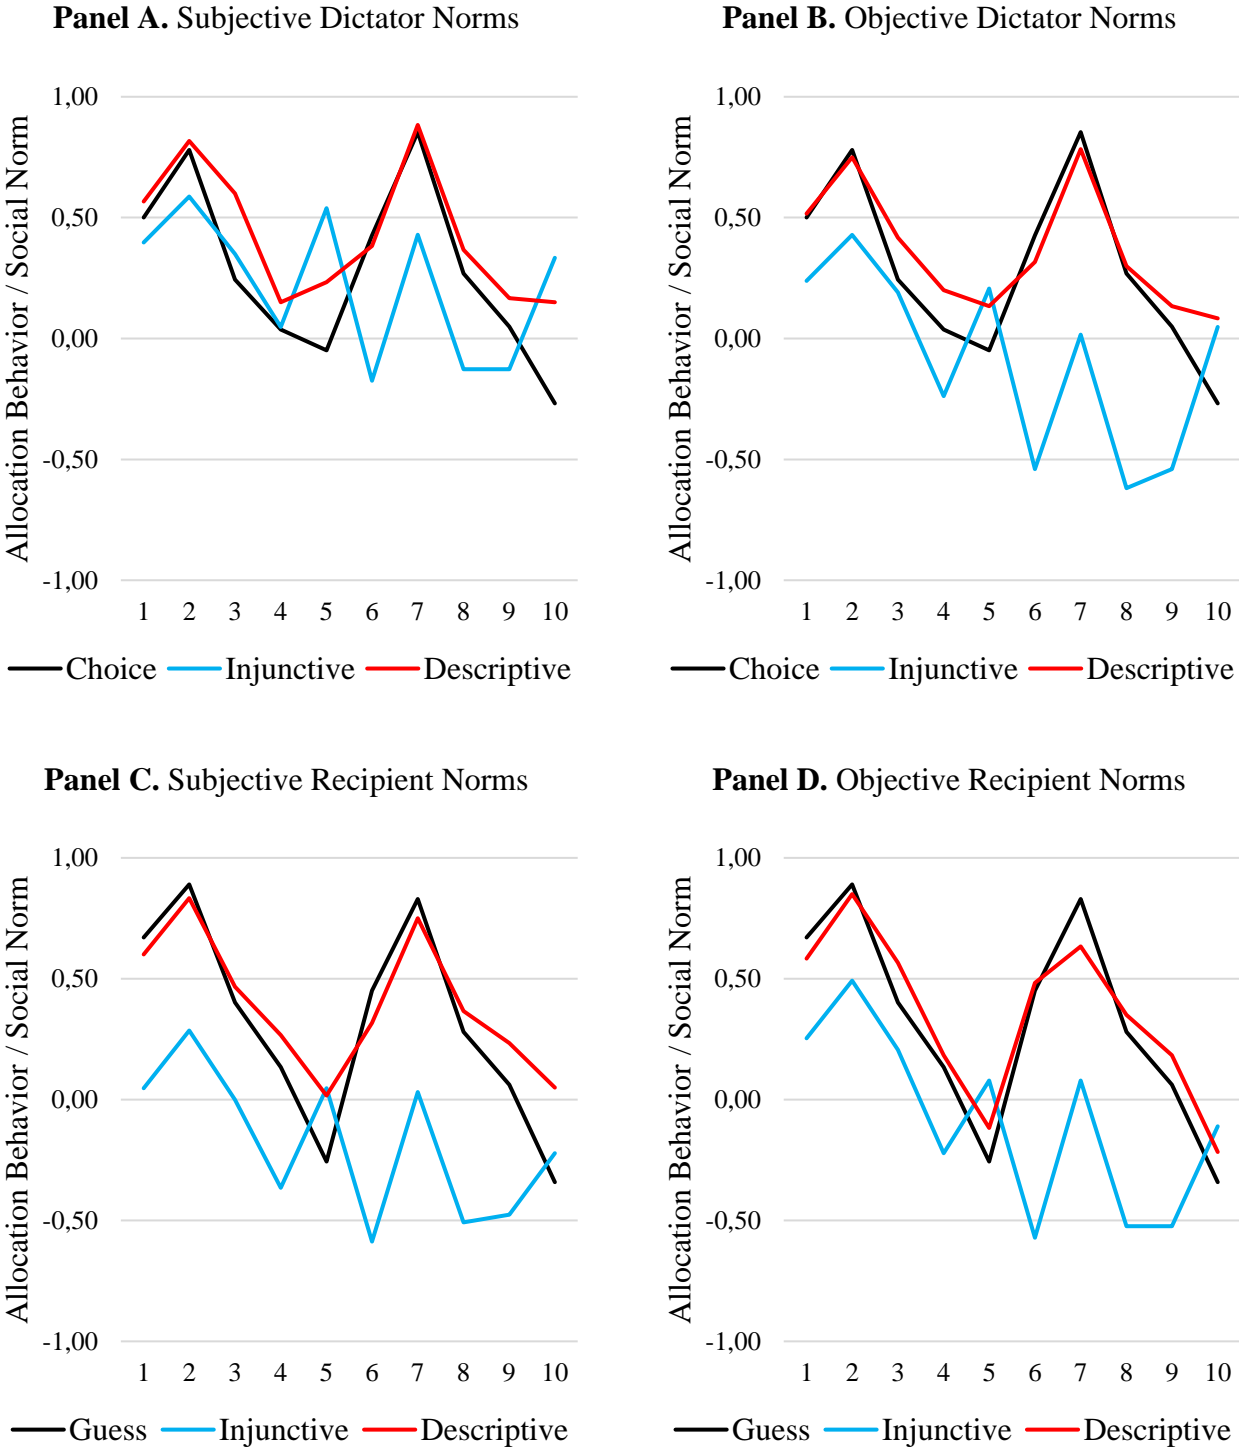 Panel A. Subjective Dictator Norms
Allocation Behavior / Social Norm
1,00
0,50
0,00
-0,50
-1,00
1 2 3 4 5 6 7 8 9 10
Choice Injunctive Descriptive
Panel B. Objective Dictator Norms
Allocation Behavior / Social Norm
1,00
0,50
0,00
-0,50
-1,00
1 2 3 4 5 6 7 8 9 10
Choice Injunctive Descriptive
Panel C. Subjective Recipient Norms
Allocation Behavior / Social Norm
1,00
0,50
0,00
-0,50
-1,00
1 2 3 4 5 6 7 8 9 10
Guess Injunctive Descriptive
Panel D. Objective Recipient Norms
Allocation Behavior / Social Norm
1,00
0,50
0,00
-0,50
-1,00
1 2 3 4 5 6 7 8 9 10
Guess Injunctive Descriptive